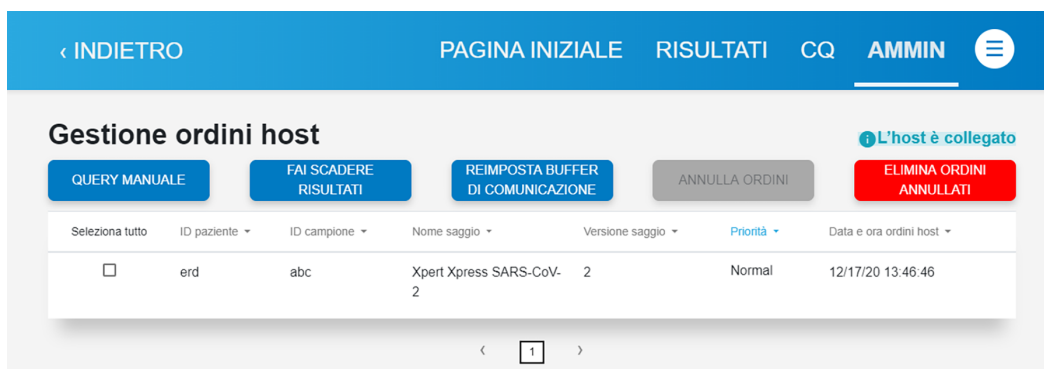 ‹ INDIETRO PAGINA INIZIALE RISULTATI CQ AMMIN
Gestione ordini host
L'host è collegato
QUERY MANUALE
FAI SCADERE
RISULTATI
REIMPOSTA BUFFER
DI COMUNICAZIONE
ANNULLA ORDINI
ELIMINA ORDINI
ANNULLATI
Seleziona tutto ID paziente ID campione Nome saggio Versione saggio Priorità Data e ora ordini host
erd abc Xpert Xpress SARS-CoV- 2 Normal 12/17/20 13:46:46
2
‹ 1 ›